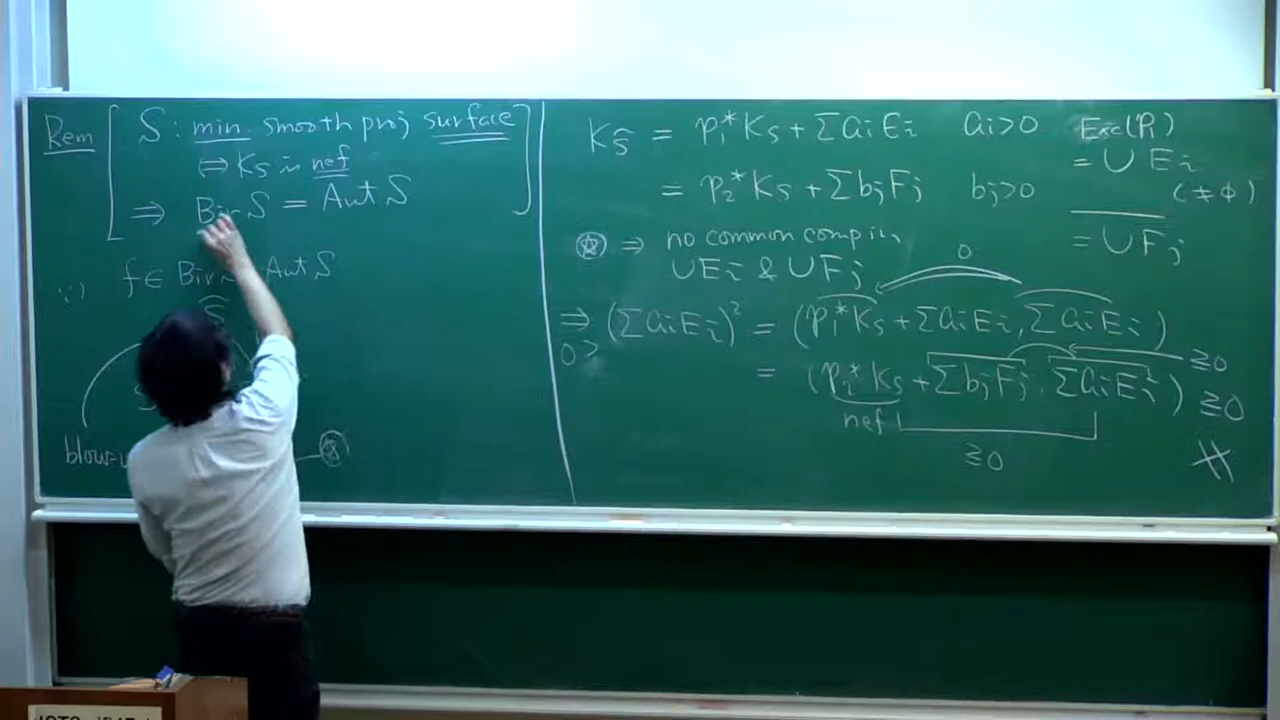 Rem [ S : min. smooth proj surface
⇔ K_S is nef
⇒ Bir S = Aut S ]
∵) f ∈ Bir Aut S
S̃
S
blow-u
⊛
K_S̃ = p₁*K_S + Σ aᵢEᵢ aᵢ>0 Exc(p₁)
= ∪ Eᵢ
= p₂*K_S + Σ bⱼFⱼ bⱼ>0 (≠ φ)
= ∪ Fⱼ
⊛ ⇒ no common comp in
∪Eᵢ & ∪Fⱼ
0
⇒ (Σ aᵢEᵢ)² = (p₁*K_S + Σ aᵢEᵢ, Σ aᵢEᵢ)
0> ≧0
= (p₂*K_S + Σ bⱼFⱼ . Σ aᵢEᵢ) ≧0
nef
≧0